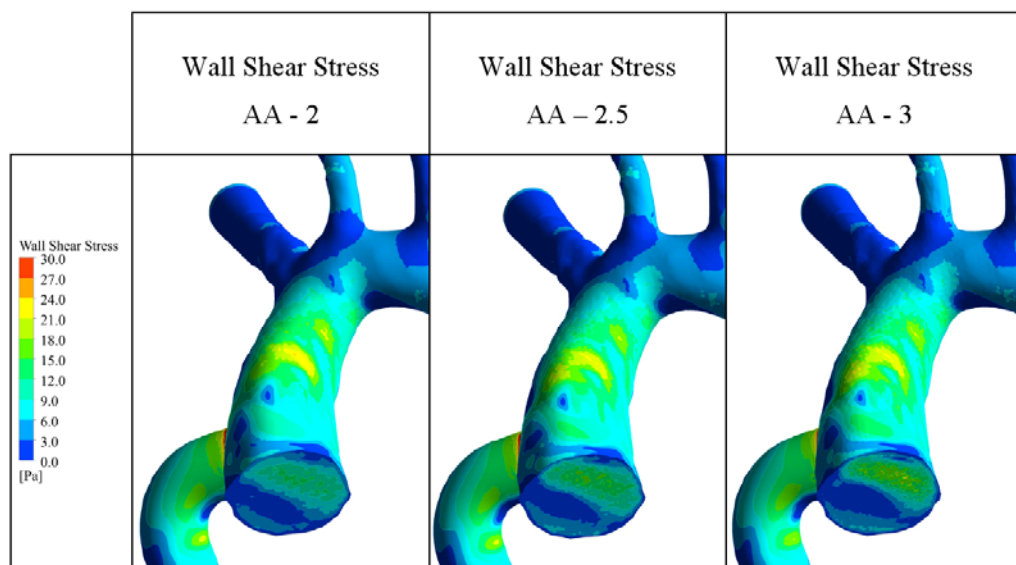 Wall Shear Stress
AA - 2
Wall Shear Stress
AA – 2.5
Wall Shear Stress
AA - 3
Wall Shear Stress
30.0
27.0
24.0
21.0
18.0
15.0
12.0
9.0
6.0
3.0
0.0
[Pa]